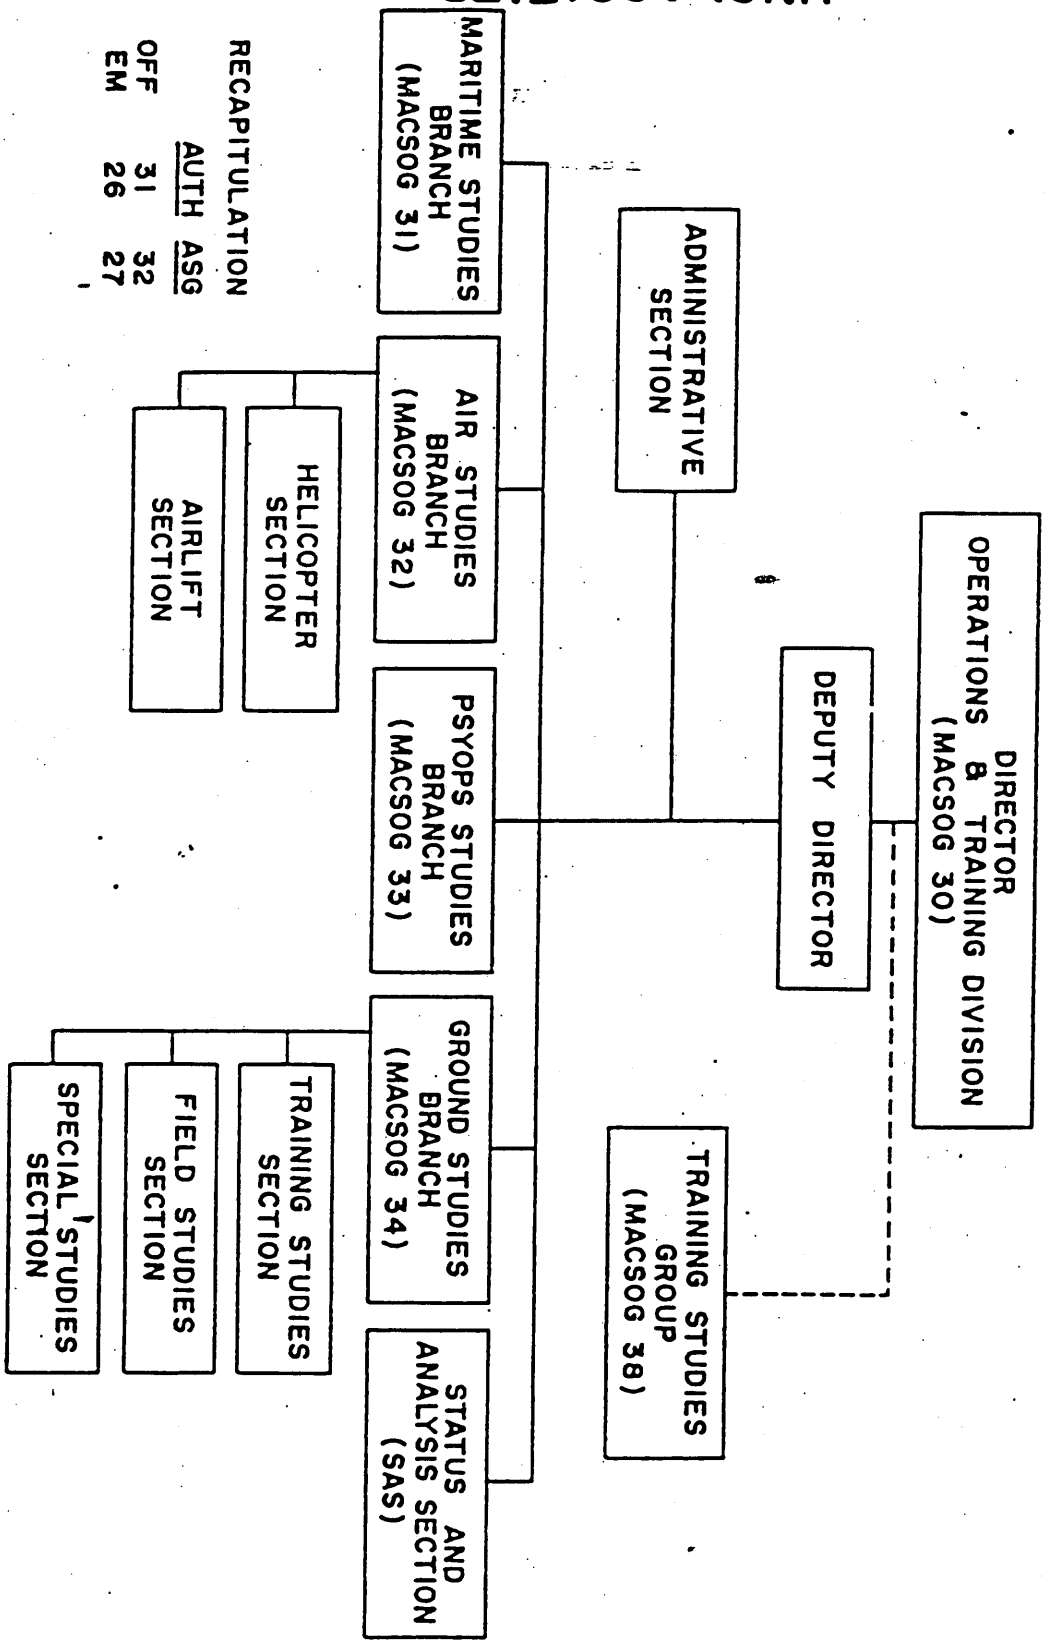 DIRECTOR
OPERATIONS & TRAINING DIVISION
(MACSOG 30)
DEPUTY DIRECTOR
ADMINISTRATIVE
SECTION
TRAINING STUDIES
GROUP
(MACSOG 38)
MARITIME STUDIES
BRANCH
(MACSOG 31)
AIR STUDIES
BRANCH
(MACSOG 32)
HELICOPTER
SECTION
AIRLIFT
SECTION
PSYOPS STUDIES
BRANCH
(MACSOG 33)
GROUND STUDIES
BRANCH
(MACSOG 34)
TRAINING STUDIES
SECTION
FIELD STUDIES
SECTION
SPECIAL STUDIES
SECTION
STATUS AND
ANALYSIS SECTION
(SAS)
RECAPITULATION
AUTH ASG
OFF 31 32
EM 26 27